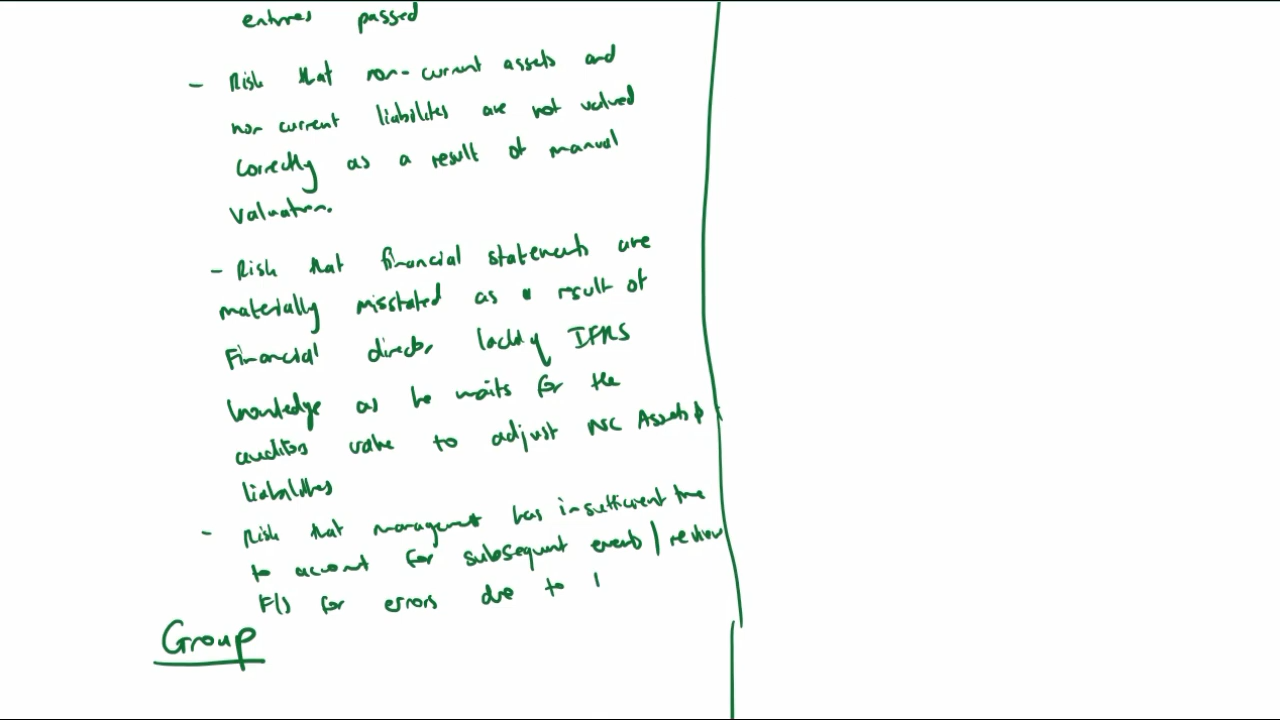 entries passed
- Risk that non-current assets and
non current liabilites are not valued
correctly as a result of manual
valuation.
- Risk that financial statements are
materially misstated as a result of
Financial director lacking IFRS
knowledge as he waits for the
auditors value to adjust NC Assets &
liabilities
- Risk that management has insufficient time
to account for subsequent events / review
F/S for errors due to
Group